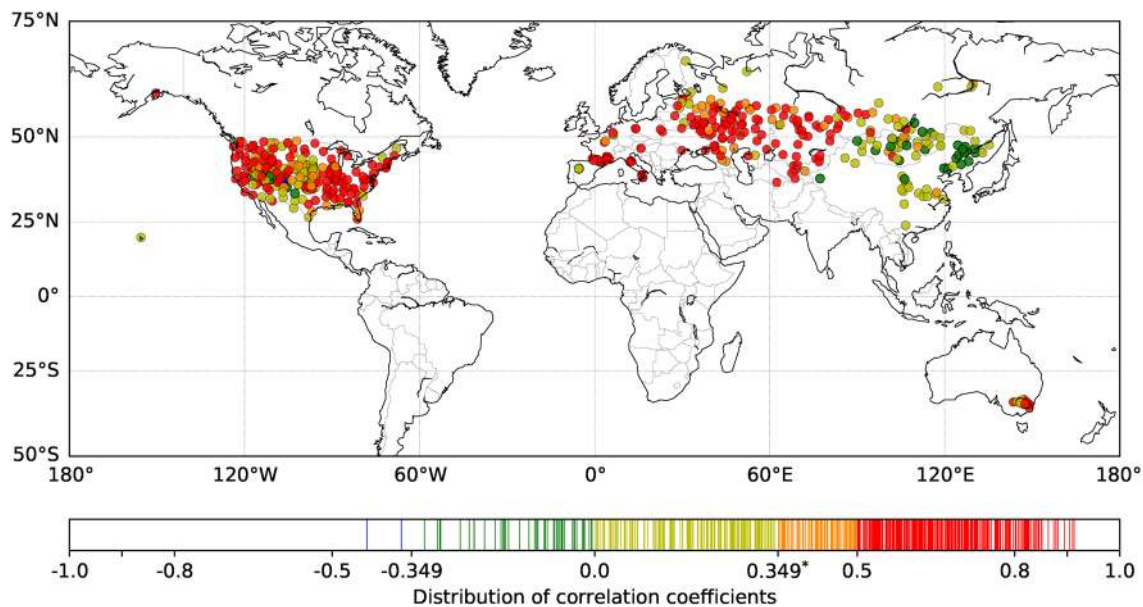 75°N
50°N
25°N
0°
25°S
50°S
180° 120°W 60°W 0° 60°E 120°E 180°
-1.0 -0.8 -0.5 -0.349 0.0 0.349* 0.5 0.8 1.0
Distribution of correlation coefficients